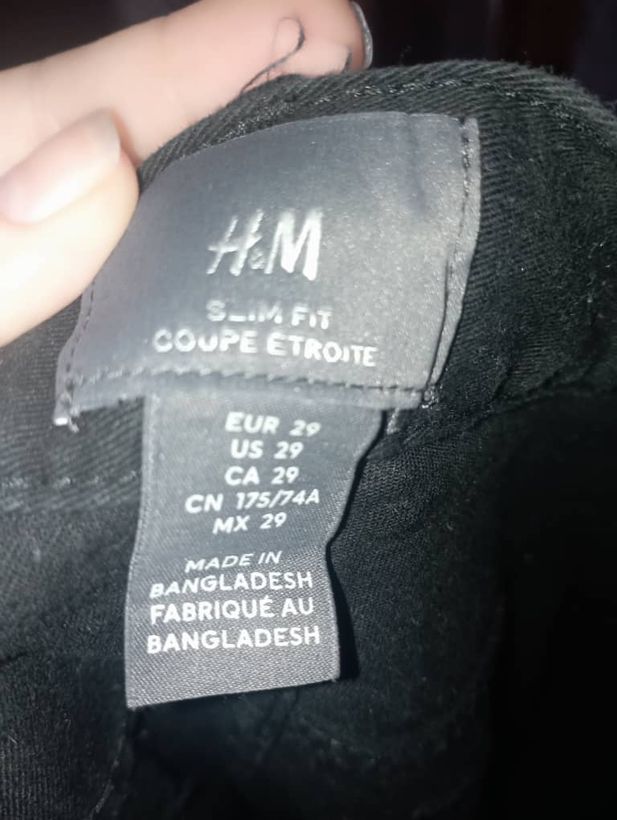 H&M
SLIM FIT
COUPE ÉTROITE
EUR 29
US 29
CA 29
CN 175/74A
MX 29
MADE IN
BANGLADESH
FABRIQUÉ AU
BANGLADESH